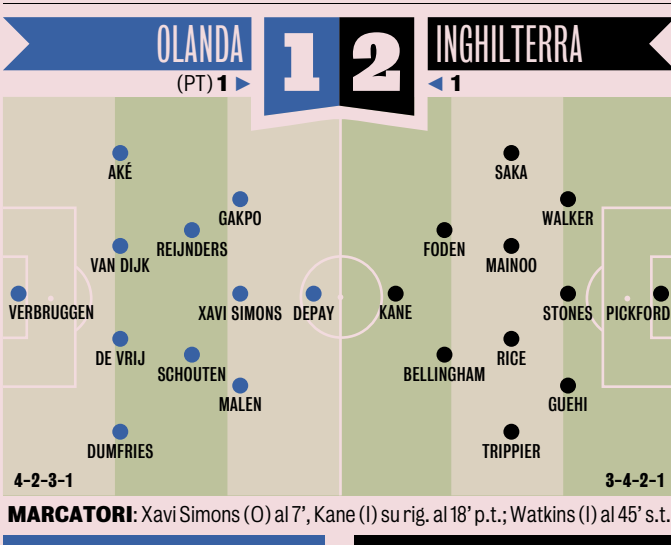 OLANDA 1 2 INGHILTERRA
(PT) 1 ▶ ◀ 1
AKÉ
SAKA
GAKPO
WALKER
REIJNDERS
FODEN
VAN DIJK
MAINOO
VERBRUGGEN
XAVI SIMONS
DEPAY
KANE
STONES
PICKFORD
DE VRIJ
RICE
SCHOUTEN
BELLINGHAM
MALEN
GUEHI
DUMFRIES
TRIPPIER
4-2-3-1
3-4-2-1
MARCATORI: Xavi Simons (O) al 7’, Kane (I) su rig. al 18’ p.t.; Watkins (I) al 45’ s.t.